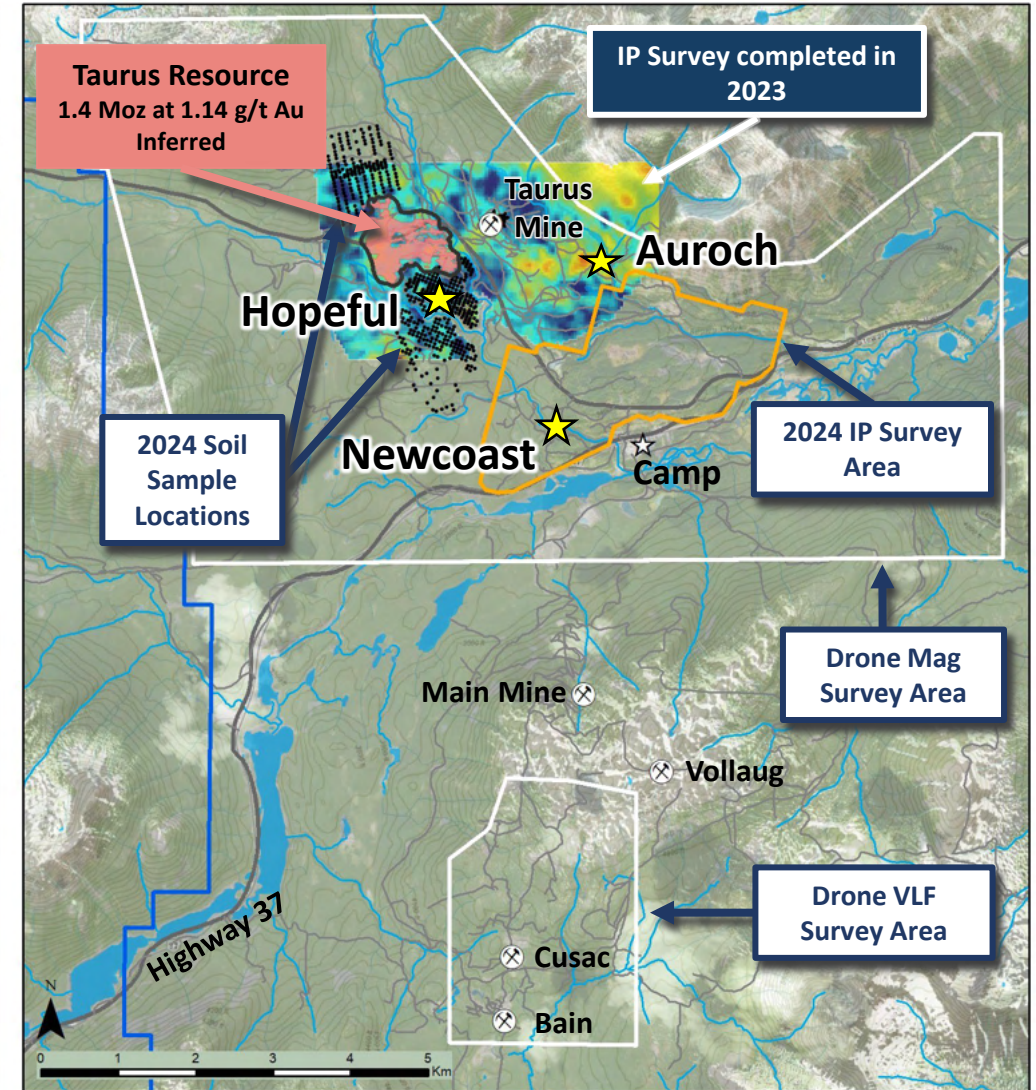 Taurus Resource
1.4 Moz at 1.14 g/t Au
Inferred
IP Survey completed in
2023
Taurus
Mine
Auroch
Hopeful
2024 Soil
Sample
Locations
Newcoast
Camp
2024 IP Survey
Area
Drone Mag
Survey Area
Main Mine
Vollaug
Drone VLF
Survey Area
Highway 37
Cusac
Bain
N
0 1 2 3 4 5
Km